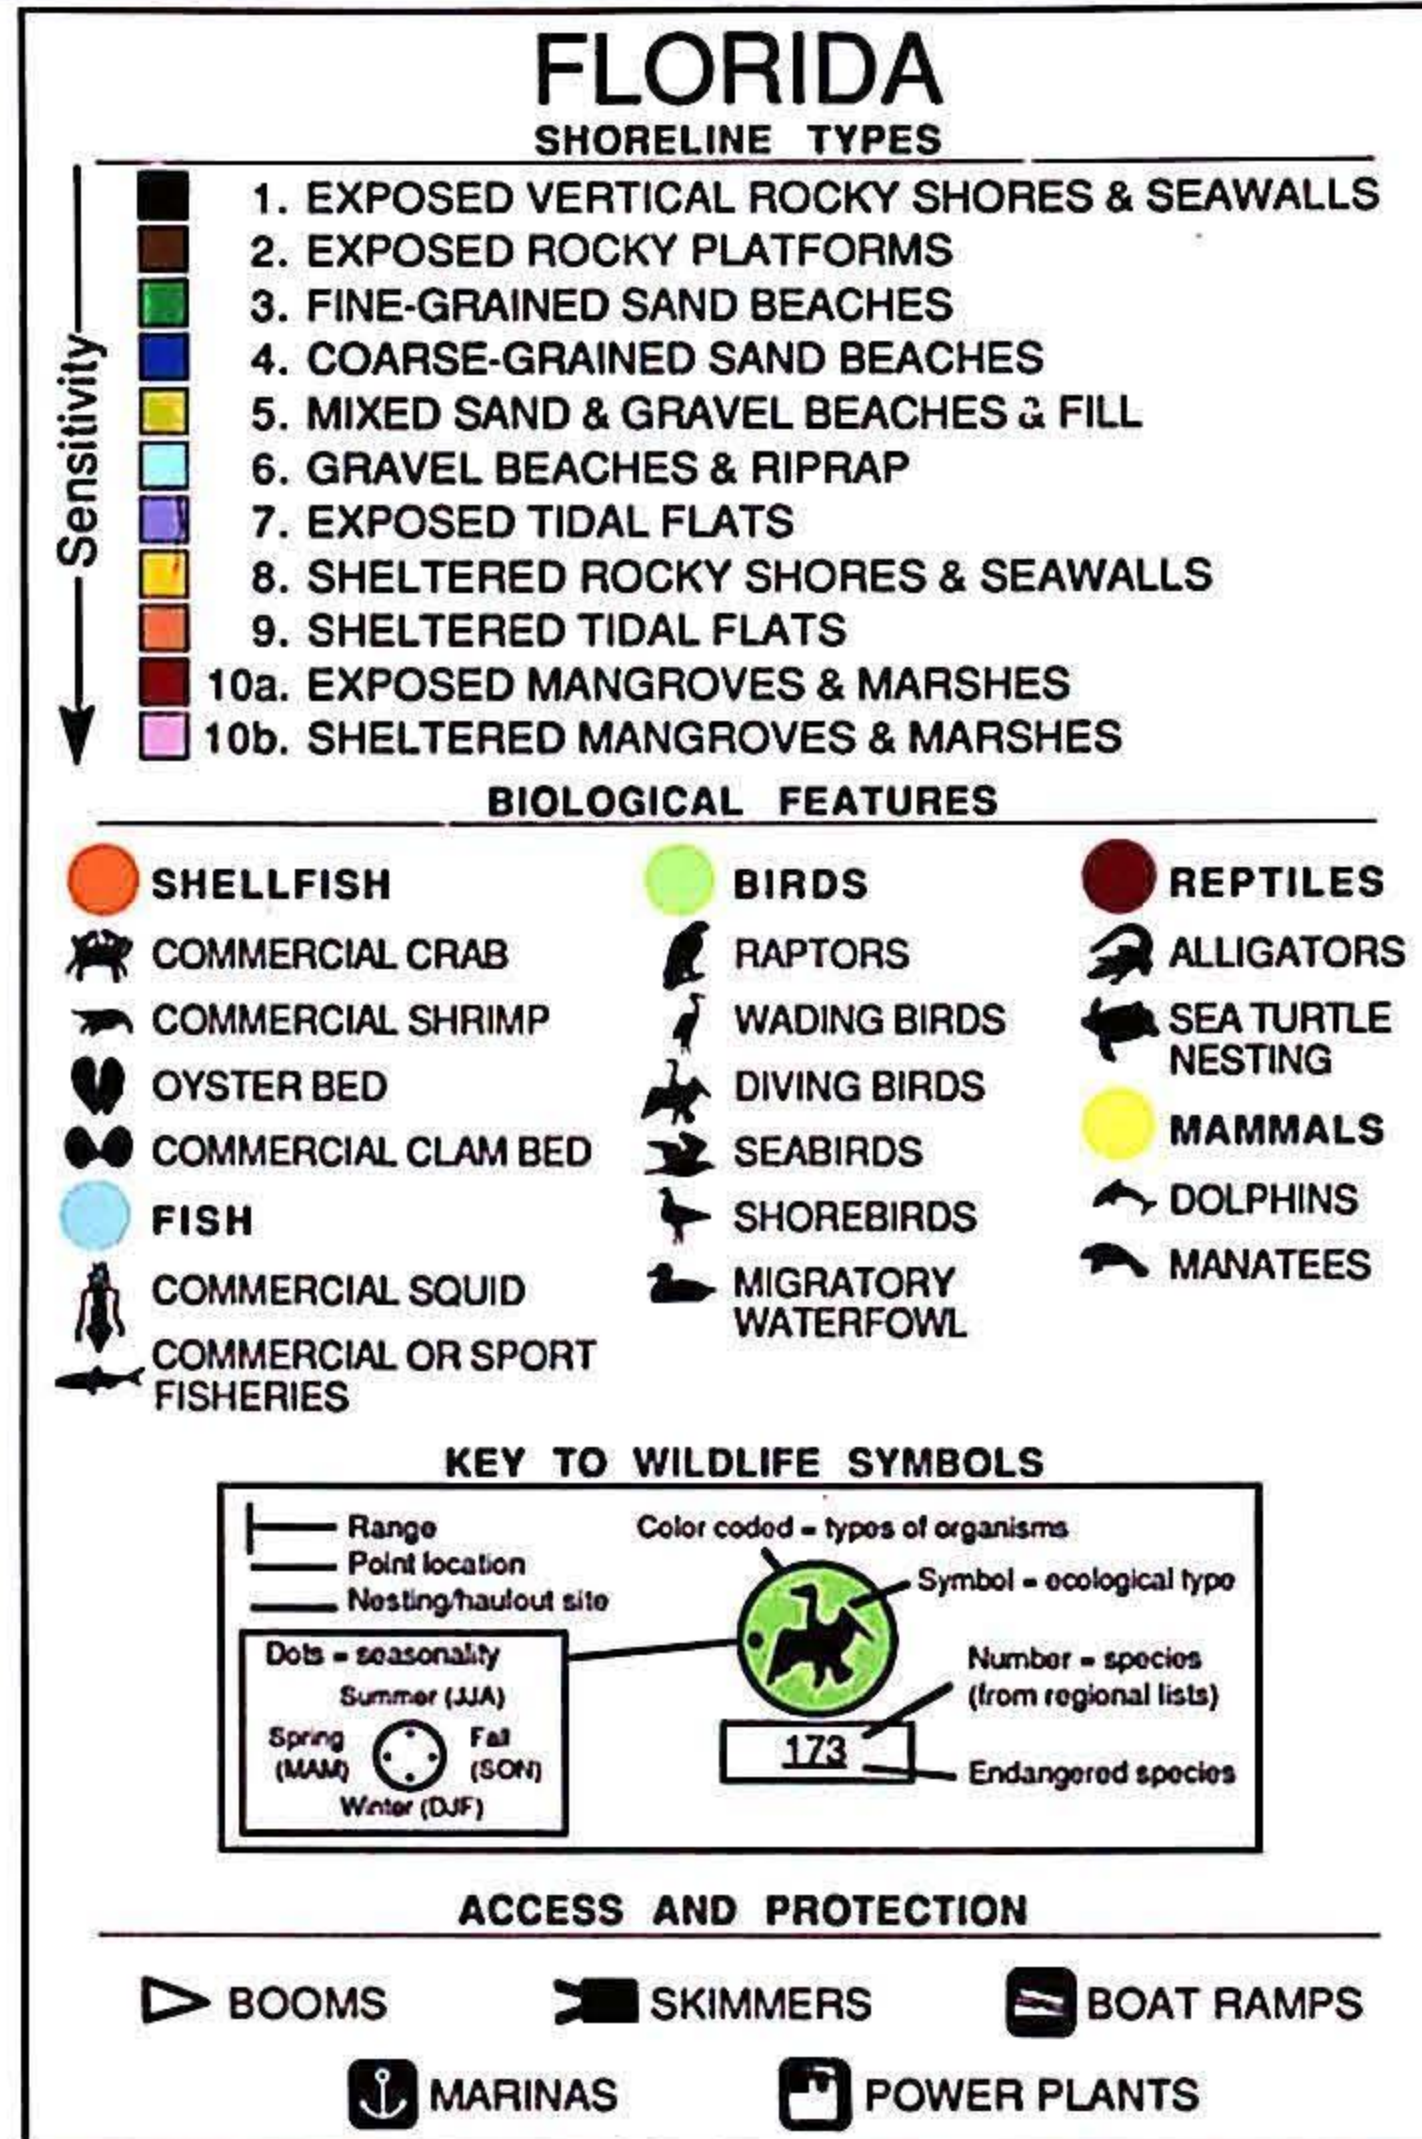 FLORIDA
SHORELINE TYPES
Sensitivity
1. EXPOSED VERTICAL ROCKY SHORES & SEAWALLS
2. EXPOSED ROCKY PLATFORMS
3. FINE-GRAINED SAND BEACHES
4. COARSE-GRAINED SAND BEACHES
5. MIXED SAND & GRAVEL BEACHES & FILL
6. GRAVEL BEACHES & RIPRAP
7. EXPOSED TIDAL FLATS
8. SHELTERED ROCKY SHORES & SEAWALLS
9. SHELTERED TIDAL FLATS
10a. EXPOSED MANGROVES & MARSHES
10b. SHELTERED MANGROVES & MARSHES
BIOLOGICAL FEATURES
SHELLFISH
COMMERCIAL CRAB
COMMERCIAL SHRIMP
OYSTER BED
COMMERCIAL CLAM BED
FISH
COMMERCIAL SQUID
COMMERCIAL OR SPORT
FISHERIES
BIRDS
RAPTORS
WADING BIRDS
DIVING BIRDS
SEABIRDS
SHOREBIRDS
MIGRATORY
WATERFOWL
REPTILES
ALLIGATORS
SEA TURTLE
NESTING
MAMMALS
DOLPHINS
MANATEES
KEY TO WILDLIFE SYMBOLS
Range
Point location
Nesting/haulout site
Dots = seasonality
Summer (JJA)
Spring
(MAM)
Fall
(SON)
Winter (DJF)
Color coded = types of organisms
Symbol = ecological type
Number = species
(from regional lists)
173
Endangered species
ACCESS AND PROTECTION
BOOMS
SKIMMERS
BOAT RAMPS
MARINAS
POWER PLANTS